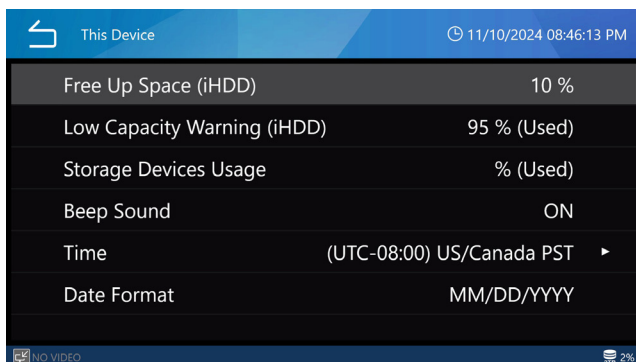 This Device
11/10/2024 08:46:13 PM
Free Up Space (iHDD) 10 %
Low Capacity Warning (iHDD) 95 % (Used)
Storage Devices Usage % (Used)
Beep Sound ON
Time (UTC-08:00) US/Canada PST ►
Date Format MM/DD/YYYY
NO VIDEO 2%